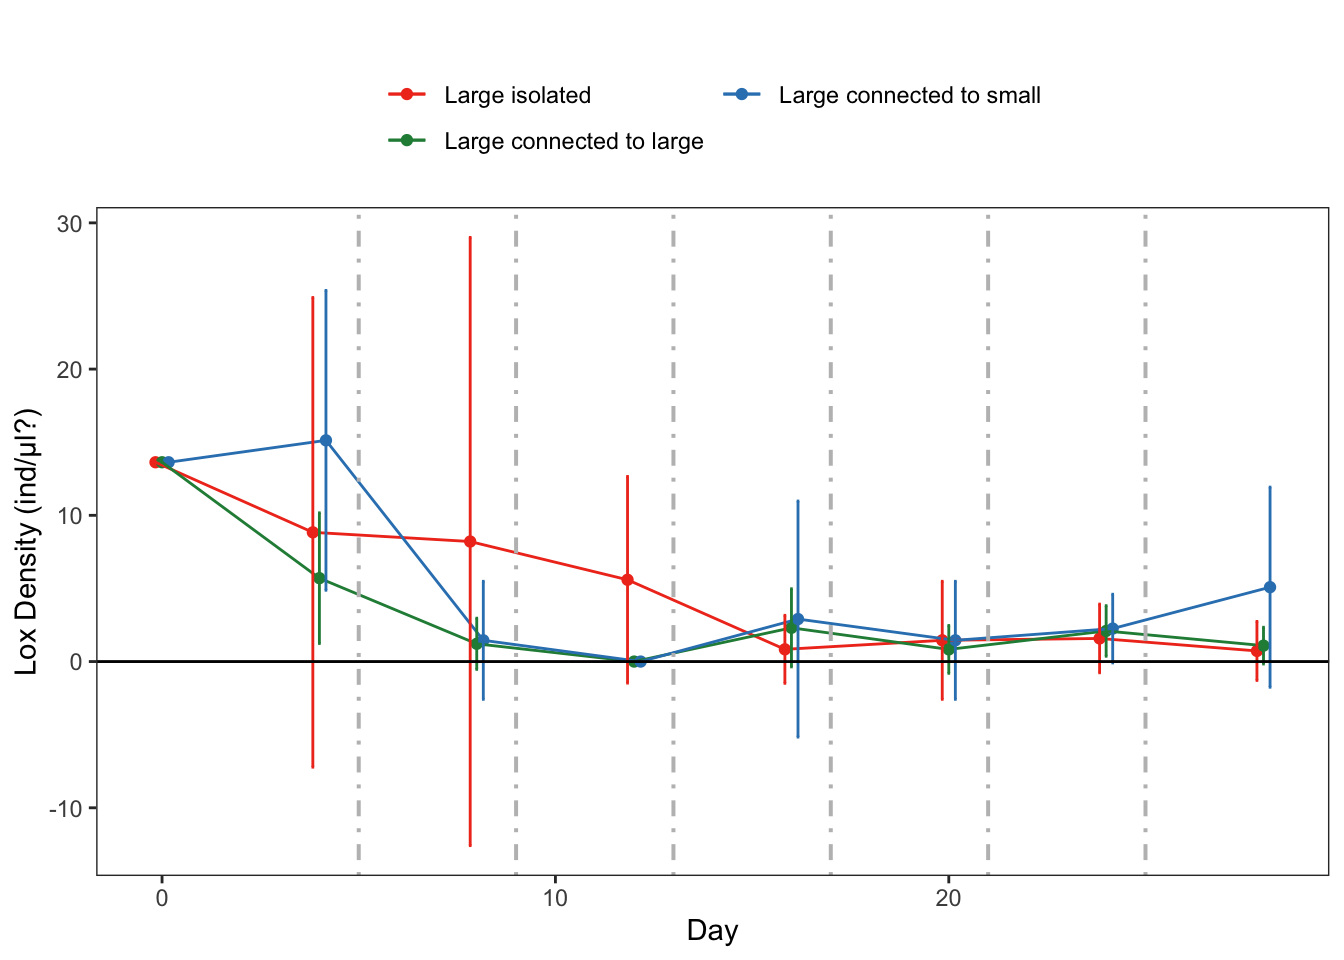 Large isolated
Large connected to small
Large connected to large
30
20
10
0
-10
Lox Density (ind/μl?)
0
10
20
Day